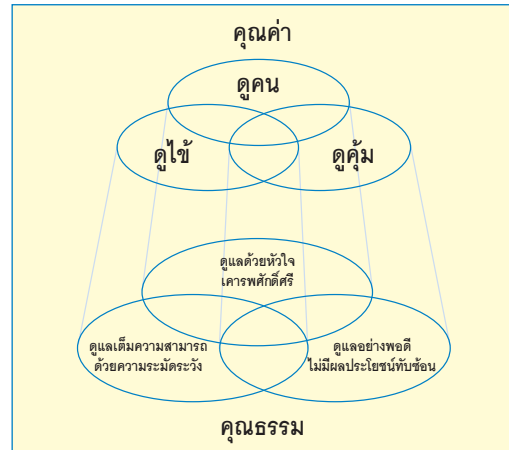 คุณค่า
ดูคน
ดูไข้
ดูคุ้ม
ดูแลด้วยหัวใจ
เคารพศักดิ์ศรี
ดูแลเต็มความสามารถ
ด้วยความระมัดระวัง
ดูแลอย่างพอดี
ไม่มีผลประโยชน์ทับซ้อน
คุณธรรม